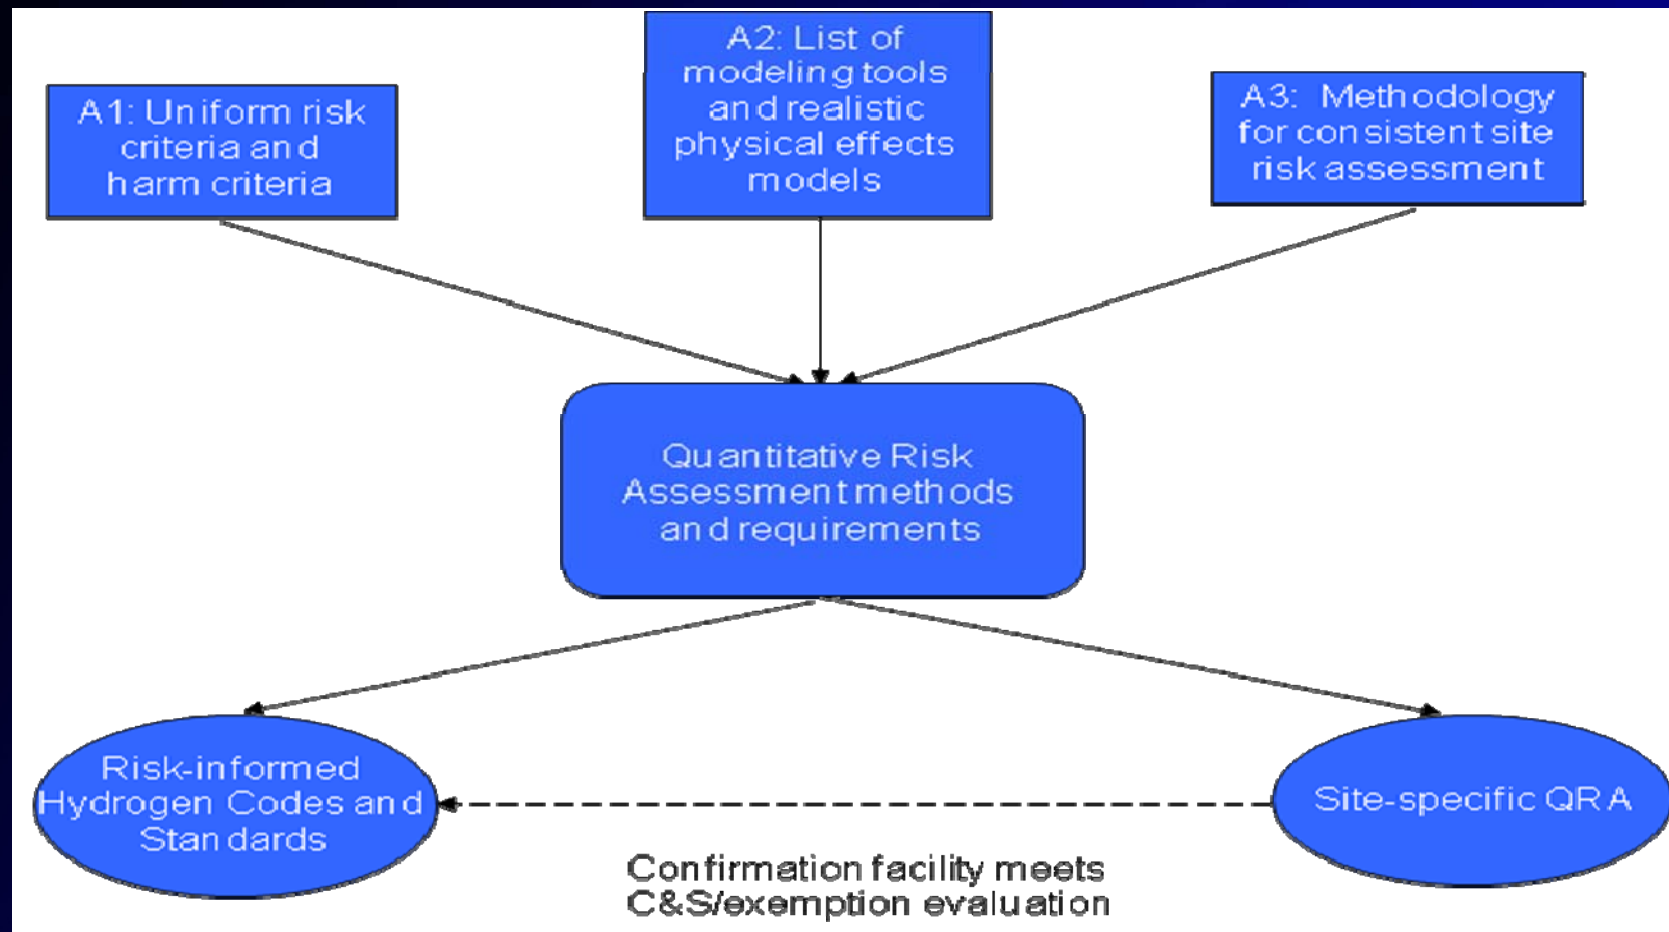 A1: Uniform risk
criteria and
harm criteria
A2: List of
modeling tools
and realistic
physical effects
models
A3: Methodology
for consistent site
risk assessment
Quantitative Risk
Assessment methods
and requirements
Risk-informed
Hydrogen Codes and
Standards
Site-specific QRA
Confirmation facility meets
C&S/exemption evaluation